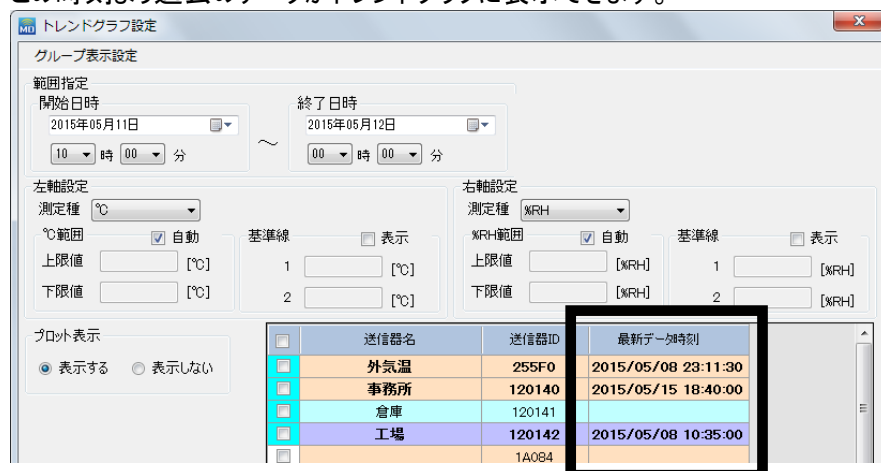 この時刻より過去のデータがトレンドグラフに表示できます。
MD トレンドグラフ設定
グループ表示設定
範囲指定
開始日時 終了日時
2015年05月11日 2015年05月12日
10 時 00 分 ～ 00 時 00 分
左軸設定 右軸設定
測定種 ℃ 測定種 %RH
℃範囲 自動 基準線 表示 %RH範囲 自動 基準線 表示
上限値 [℃] 1 [℃] 上限値 [%RH] 1 [%RH]
下限値 [℃] 2 [℃] 下限値 [%RH] 2 [%RH]
プロット表示 送信器名 送信器ID 最新データ時刻
表示する 表示しない 外気温 255F0 2015/05/08 23:11:30
事務所 120140 2015/05/15 18:40:00
倉庫 120141
工場 120142 2015/05/08 10:35:00
1A084